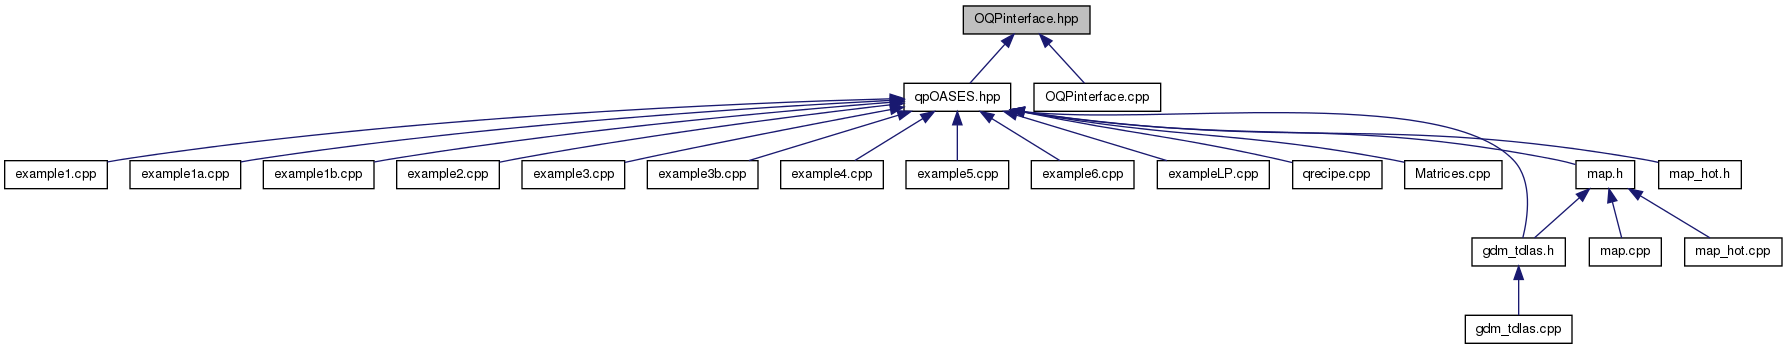 OQPinterface.hpp
qpOASES.hpp
OQPinterface.cpp
example1.cpp
example1a.cpp
example1b.cpp
example2.cpp
example3.cpp
example3b.cpp
example4.cpp
example5.cpp
example6.cpp
exampleLP.cpp
qrecipe.cpp
Matrices.cpp
map.h
map_hot.h
gdm_tdlas.h
map.cpp
map_hot.cpp
gdm_tdlas.cpp